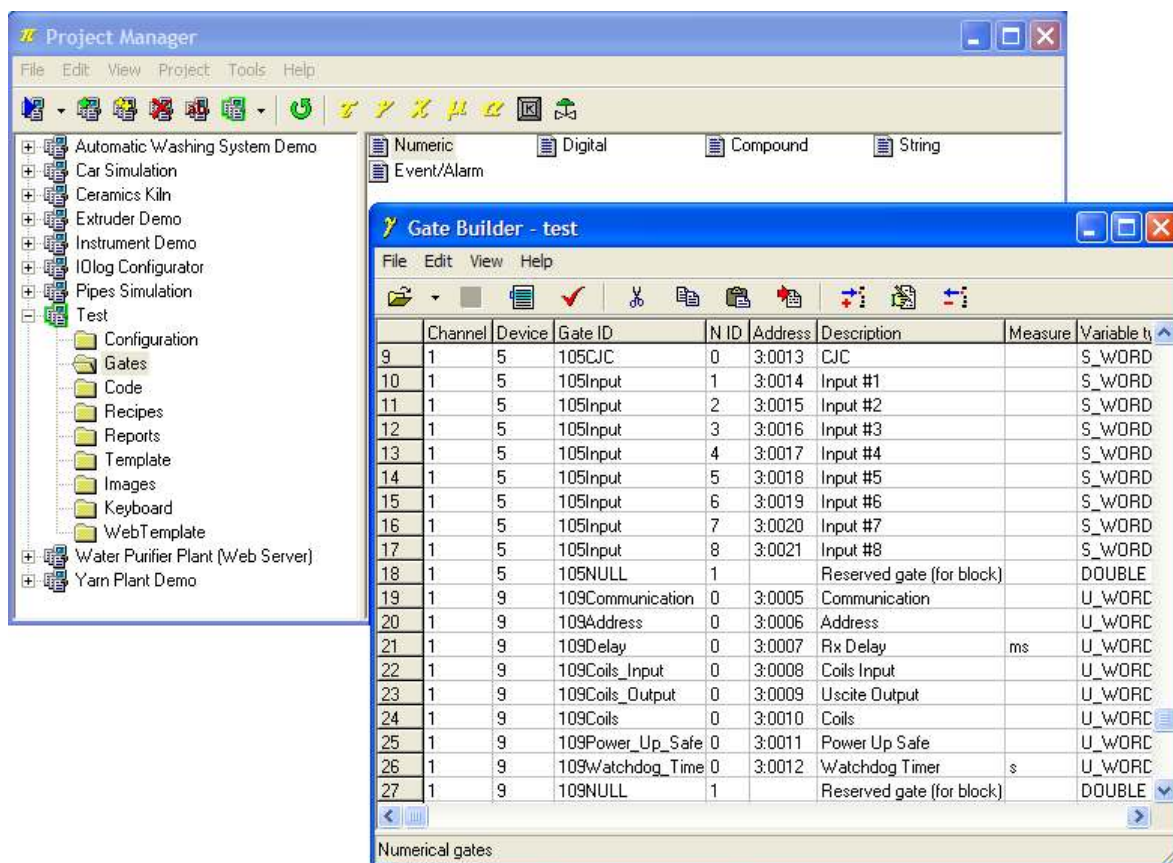 Project Manager
File Edit View Project Tools Help
Automatic Washing System Demo
Car Simulation
Ceramics Kiln
Extruder Demo
Instrument Demo
IOlog Configurator
Pipes Simulation
Test
Configuration
Gates
Code
Recipes
Reports
Template
Images
Keyboard
WebTemplate
Water Purifier Plant (Web Server)
Yarn Plant Demo
Numeric Digital Compound String
Event/Alarm
Gate Builder - test
File Edit View Help
Channel Device Gate ID N ID Address Description Measure Variable ty
9 1 5 105CJC 0 3:0013 CJC S_WORD
10 1 5 105Input 1 3:0014 Input #1 S_WORD
11 1 5 105Input 2 3:0015 Input #2 S_WORD
12 1 5 105Input 3 3:0016 Input #3 S_WORD
13 1 5 105Input 4 3:0017 Input #4 S_WORD
14 1 5 105Input 5 3:0018 Input #5 S_WORD
15 1 5 105Input 6 3:0019 Input #6 S_WORD
16 1 5 105Input 7 3:0020 Input #7 S_WORD
17 1 5 105Input 8 3:0021 Input #8 S_WORD
18 1 5 105NULL 1 Reserved gate (for block) DOUBLE
19 1 9 109Communication 0 3:0005 Communication U_WORD
20 1 9 109Address 0 3:0006 Address U_WORD
21 1 9 109Delay 0 3:0007 Rx Delay ms U_WORD
22 1 9 109Coils_Input 0 3:0008 Coils Input U_WORD
23 1 9 109Coils_Output 0 3:0009 Uscite Output U_WORD
24 1 9 109Coils 0 3:0010 Coils U_WORD
25 1 9 109Power_Up_Safe 0 3:0011 Power Up Safe U_WORD
26 1 9 109Watchdog_Time 0 3:0012 Watchdog Timer s U_WORD
27 1 9 109NULL 1 Reserved gate (for block) DOUBLE
Numerical gates